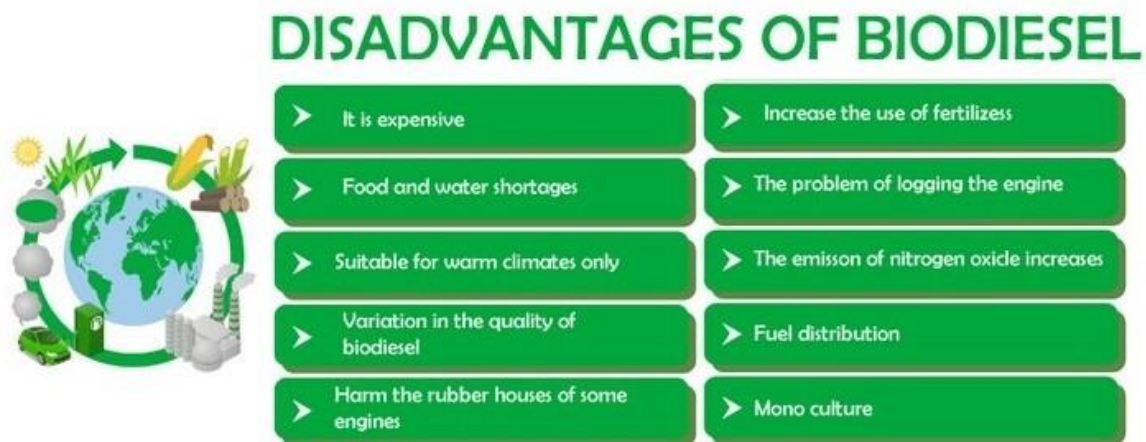 DISADVANTAGES OF BIODIESEL
It is expensive
Food and water shortages
Suitable for warm climates only
Variation in the quality of
biodiesel
Harm the rubber houses of some
engines
Increase the use of fertilizess
The problem of logging the engine
The emisson of nitrogen oxicle increases
Fuel distribution
Mono culture